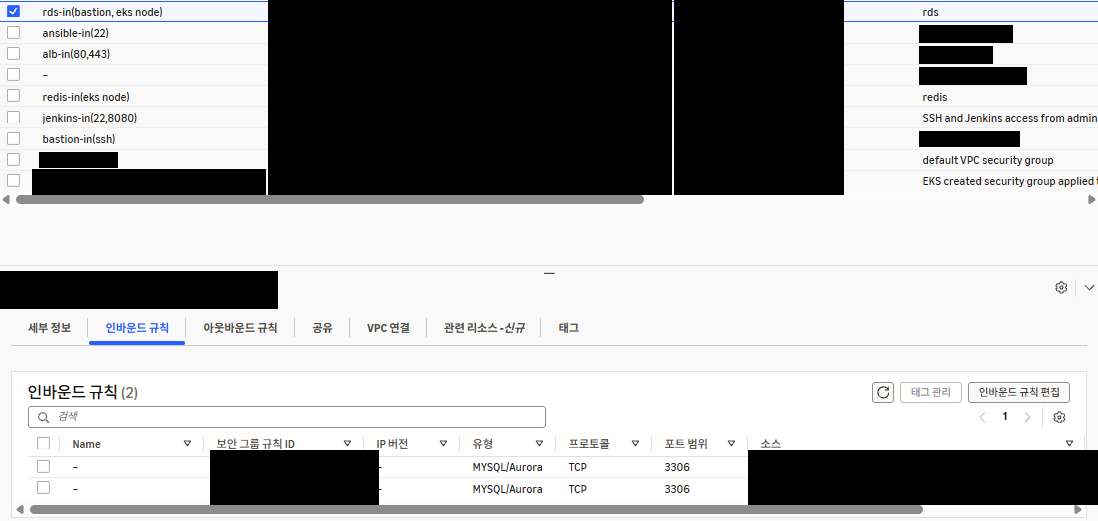 rds-in(bastion, eks node) rds
ansible-in(22)
alb-in(80,443)
–
redis-in(eks node) redis
jenkins-in(22,8080) SSH and Jenkins access from admin
bastion-in(ssh)
default VPC security group
EKS created security group applied t
세부 정보 인바운드 규칙 아웃바운드 규칙 공유 VPC 연결 관련 리소스 -신규 태그
인바운드 규칙 (2) 태그 관리 인바운드 규칙 편집
검색 1
Name 보안 그룹 규칙 ID IP 버전 유형 프로토콜 포트 범위 소스
– – MYSQL/Aurora TCP 3306
– MYSQL/Aurora TCP 3306